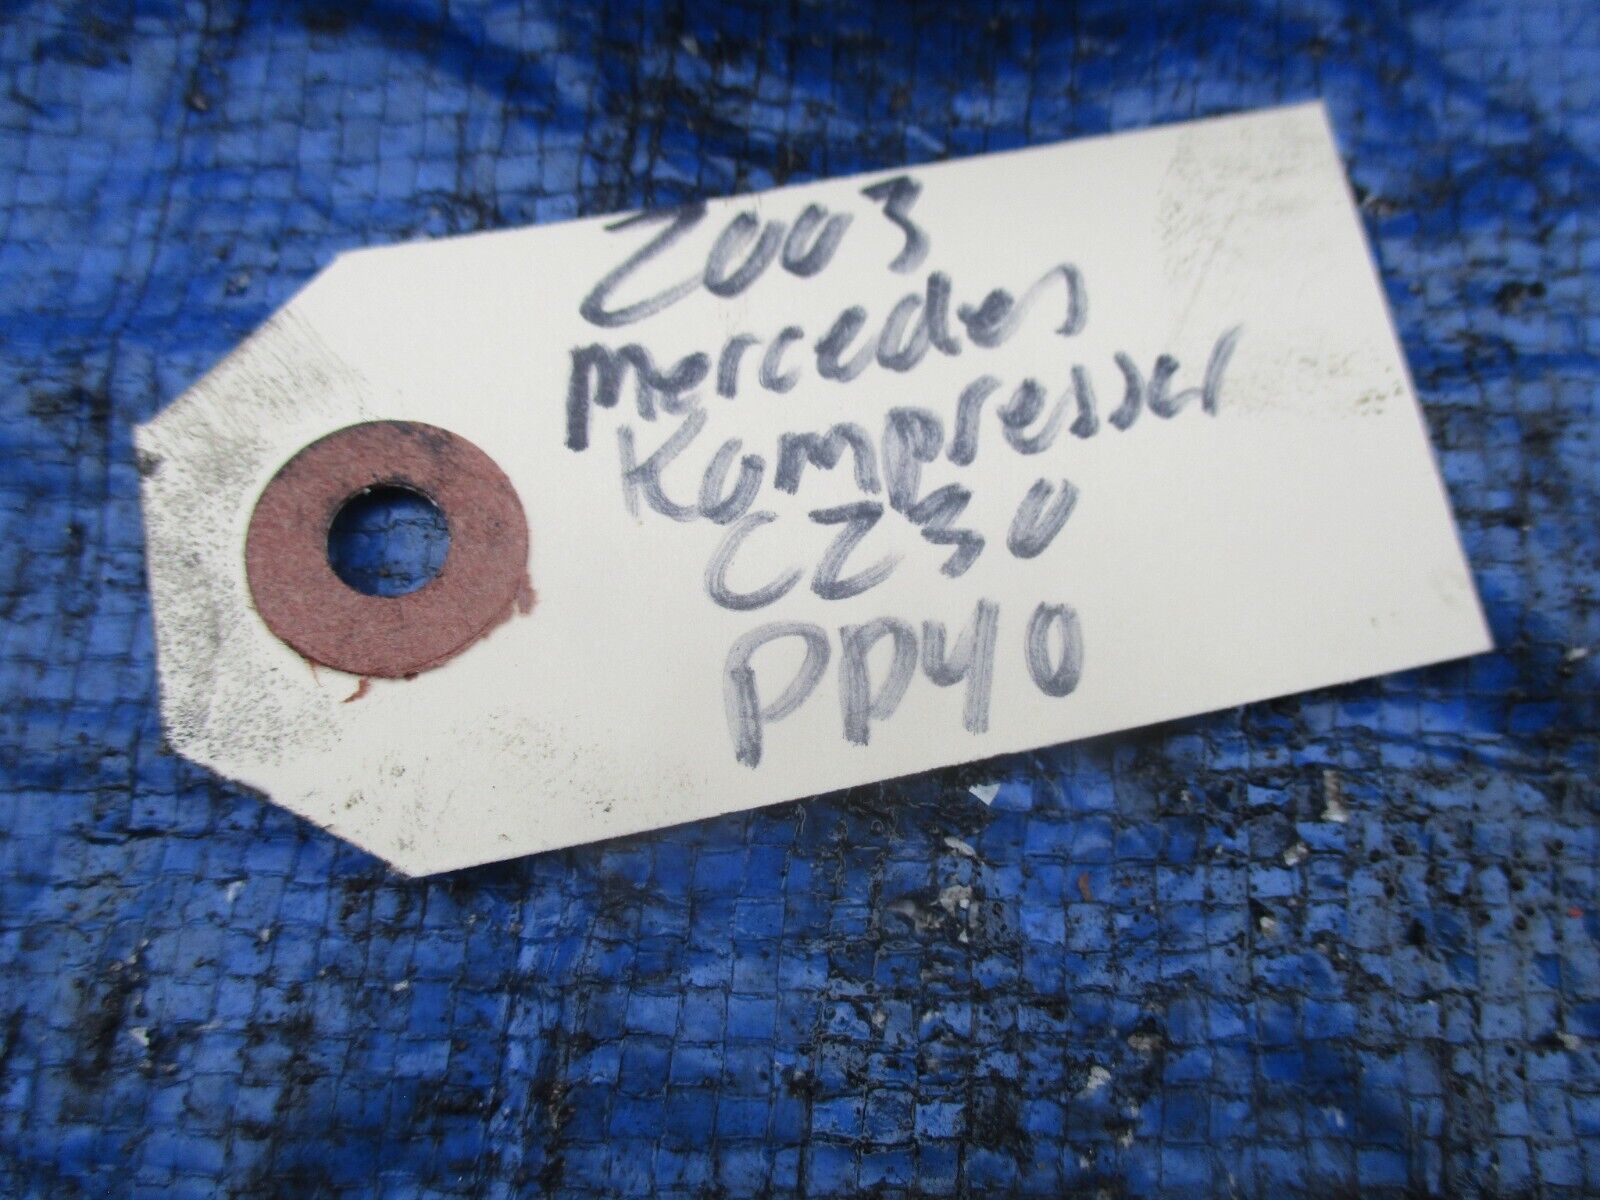 2003
Mercedes
Kompressor
C230
PP40